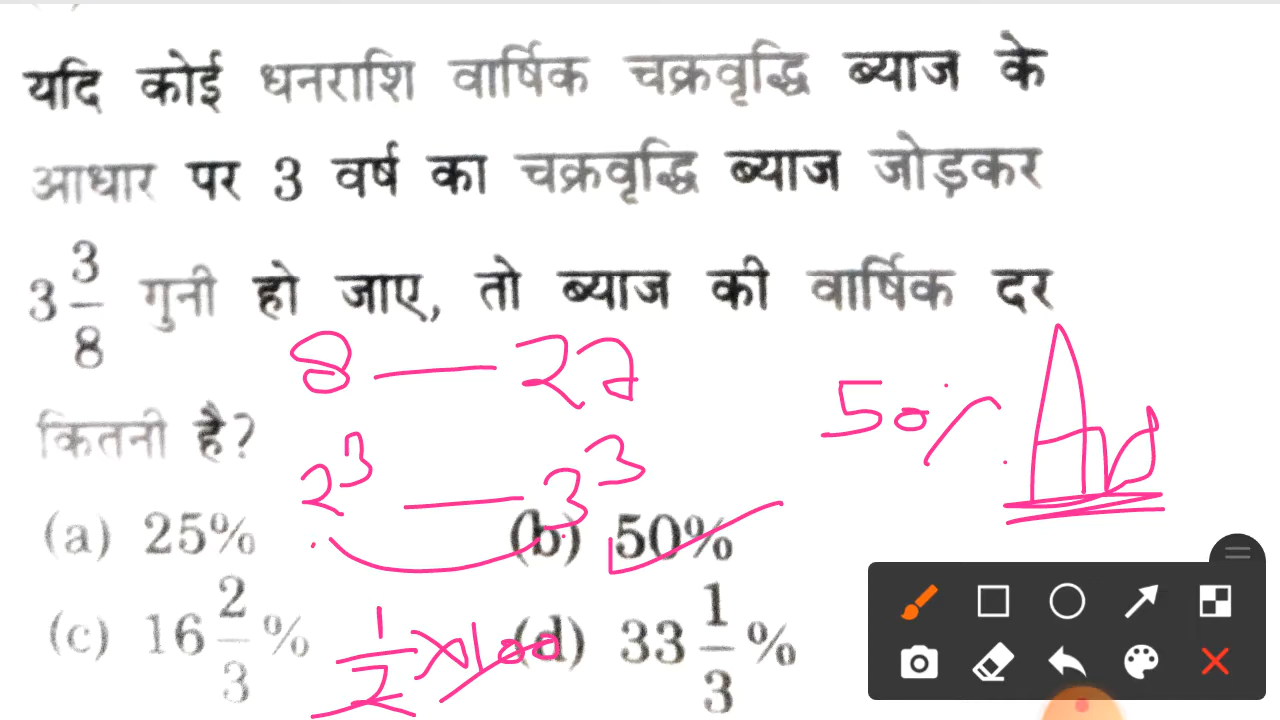 यदि कोई धनराशि वार्षिक चक्रवृद्धि ब्याज के
आधार पर 3 वर्ष का चक्रवृद्धि ब्याज जोड़कर
3 3/8 गुनी हो जाए, तो ब्याज की वार्षिक दर
8 — 27
50% Ans
कितनी है?
2³ — 3³
(a) 25% (b) 50%
(c) 16 2/3 % (d) 33 1/3 %
1/2 × 100